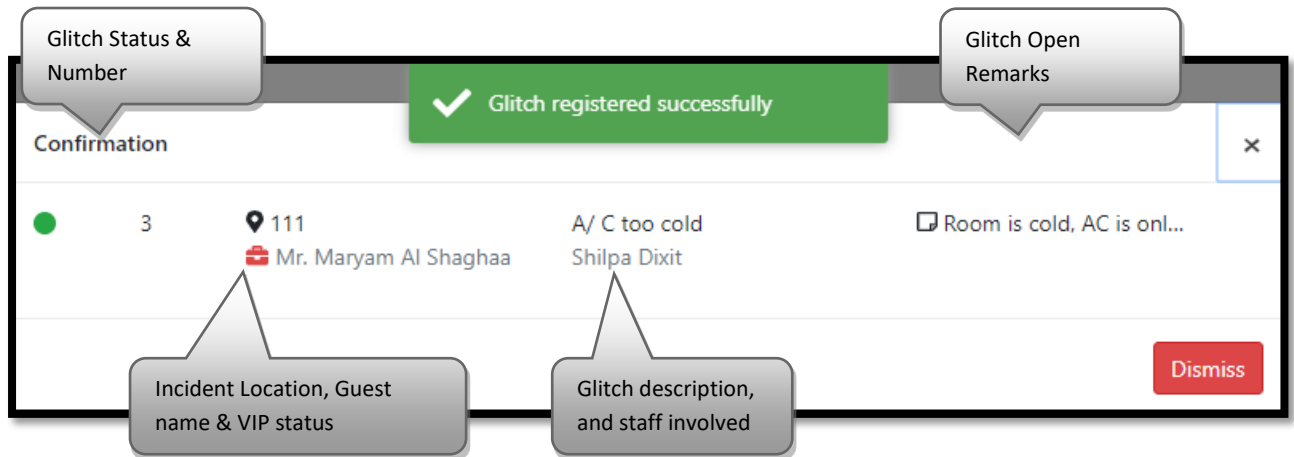 Glitch Status &
Number
Glitch Open
Remarks
Glitch registered successfully
Confirmation
×
3
111
A/ C too cold
Room is cold, AC is onl...
Mr. Maryam Al Shaghaa
Shilpa Dixit
Dismiss
Incident Location, Guest
name & VIP status
Glitch description,
and staff involved